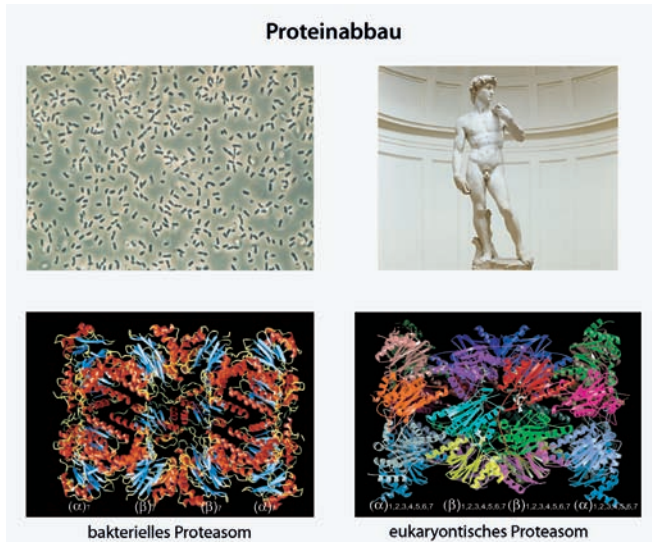 Proteinabbau
(α)₇ (β)₇ (β)₇ (α)₇
bakterielles Proteasom
(α)1,2,3,4,5,6,7 (β)1,2,3,4,5,6,7 (β)1,2,3,4,5,6,7 (α)1,2,3,4,5,6,7
eukaryontisches Proteasom